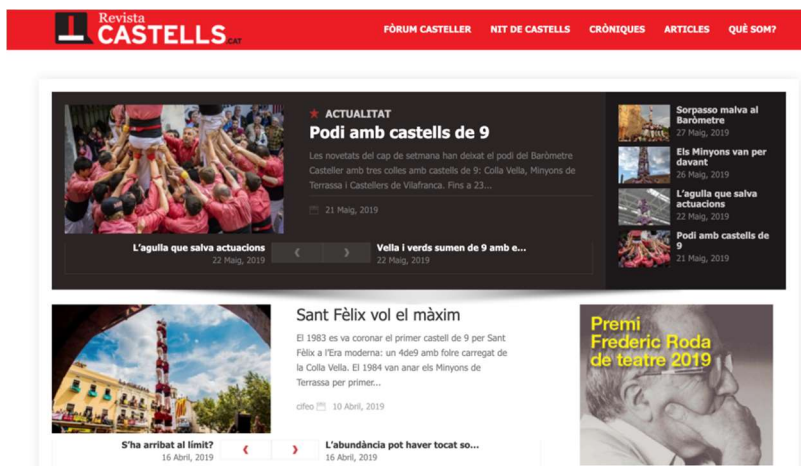 Revista
CASTELLS.CAT
FÒRUM CASTELLER NIT DE CASTELLS CRÒNIQUES ARTICLES QUÈ SOM?
★ ACTUALITAT
Podi amb castells de 9
Les novetats del cap de setmana han deixat el podi del Baròmetre
Casteller amb tres colles amb castells de 9: Colla Vella, Minyons de
Terrassa i Castellers de Vilafranca. Fins a 23...
21 Maig, 2019
L'agulla que salva actuacions
22 Maig, 2019
Vella i verds sumen de 9 amb e...
22 Maig, 2019
Sorpasso malva al
Baròmetre
27 Maig, 2019
Els Minyons van per
davant
26 Maig, 2019
L'agulla que salva
actuacions
22 Maig, 2019
Podi amb castells de
9
21 Maig, 2019
Sant Fèlix vol el màxim
El 1983 es va coronar el primer castell de 9 per Sant
Fèlix a l'Era moderna: un 4de9 amb folre carregat de
la Colla Vella. El 1984 van anar els Minyons de
Terrassa per primer...
cifeo 10 Abril, 2019
S'ha arribat al límit?
16 Abril, 2019
L'abundància pot haver tocat so...
16 Abril, 2019
Premi
Frederic Roda
de teatre 2019